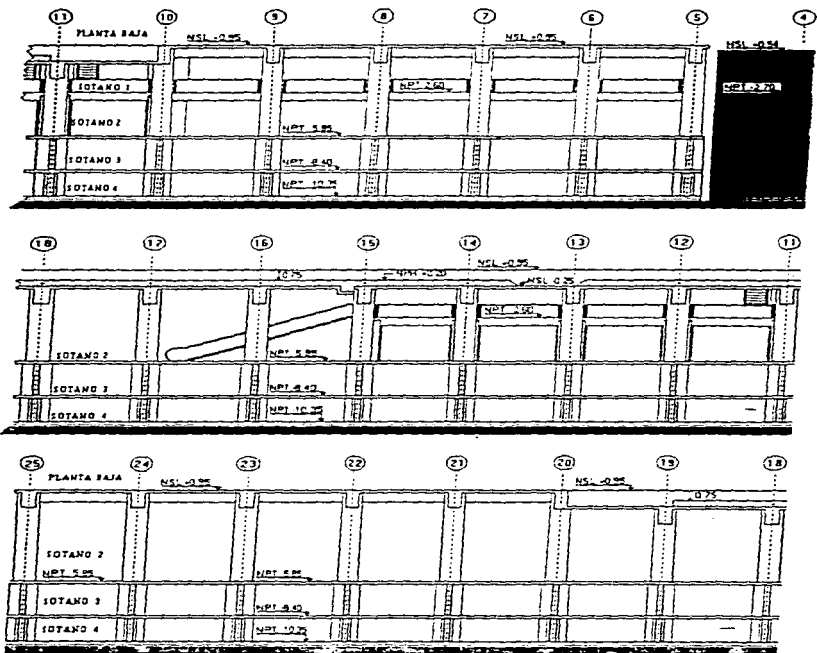 11 10 9 8 7 6 5 4
PLANTA BAJA
NSL +0.95 NSL +0.95
NSL -0.54
SOTANO 1 NPT 2.60 NPT -2.70
SOTANO 2
NPT 5.85
SOTANO 3
NPT -8.40
SOTANO 4
NPT 10.75
18 17 16 15 14 13 12 11
NSL +0.95
0.75 NSL -0.25
NPT 2.60
SOTANO 2 NPT 5.85
SOTANO 3 NPT -8.40
SOTANO 4 NPT 10.75
25 24 23 22 21 20 19 18
PLANTA BAJA NSL +0.95 NSL +0.95
0.75
SOTANO 2
NPT 5.85 NPT 5.85
SOTANO 3
NPT -8.40
SOTANO 4 NPT 10.75